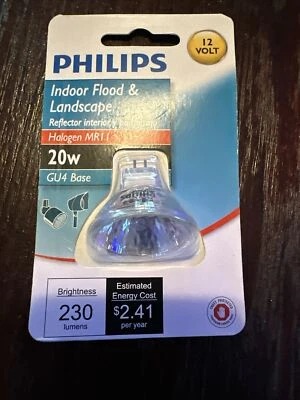 12
VOLT
PHILIPS
Indoor Flood &
Landscape
Reflector interior
Halogen MR11
20w
GU4 Base
PHILIPS
Brightness
230
lumens
Estimated
Energy Cost
$2.41
per year